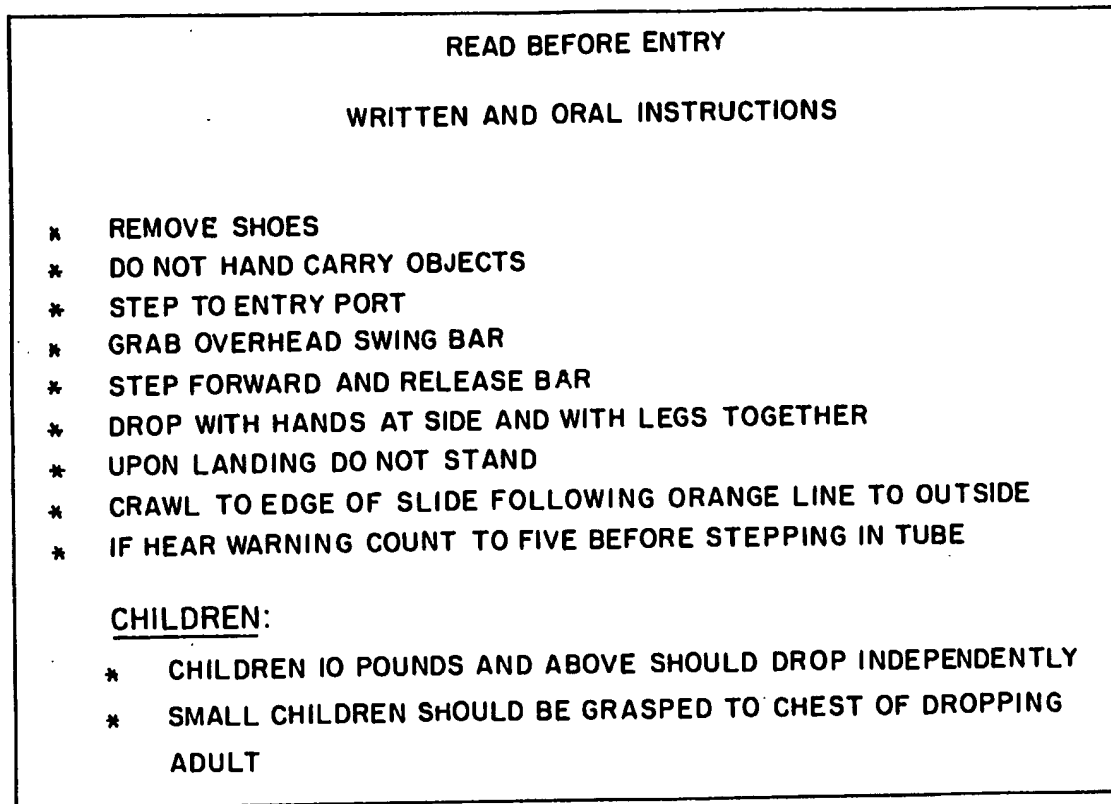 READ BEFORE ENTRY
WRITTEN AND ORAL INSTRUCTIONS
* REMOVE SHOES
* DO NOT HAND CARRY OBJECTS
* STEP TO ENTRY PORT
* GRAB OVERHEAD SWING BAR
* STEP FORWARD AND RELEASE BAR
* DROP WITH HANDS AT SIDE AND WITH LEGS TOGETHER
* UPON LANDING DO NOT STAND
* CRAWL TO EDGE OF SLIDE FOLLOWING ORANGE LINE TO OUTSIDE
* IF HEAR WARNING COUNT TO FIVE BEFORE STEPPING IN TUBE
CHILDREN:
* CHILDREN 10 POUNDS AND ABOVE SHOULD DROP INDEPENDENTLY
* SMALL CHILDREN SHOULD BE GRASPED TO CHEST OF DROPPING
ADULT